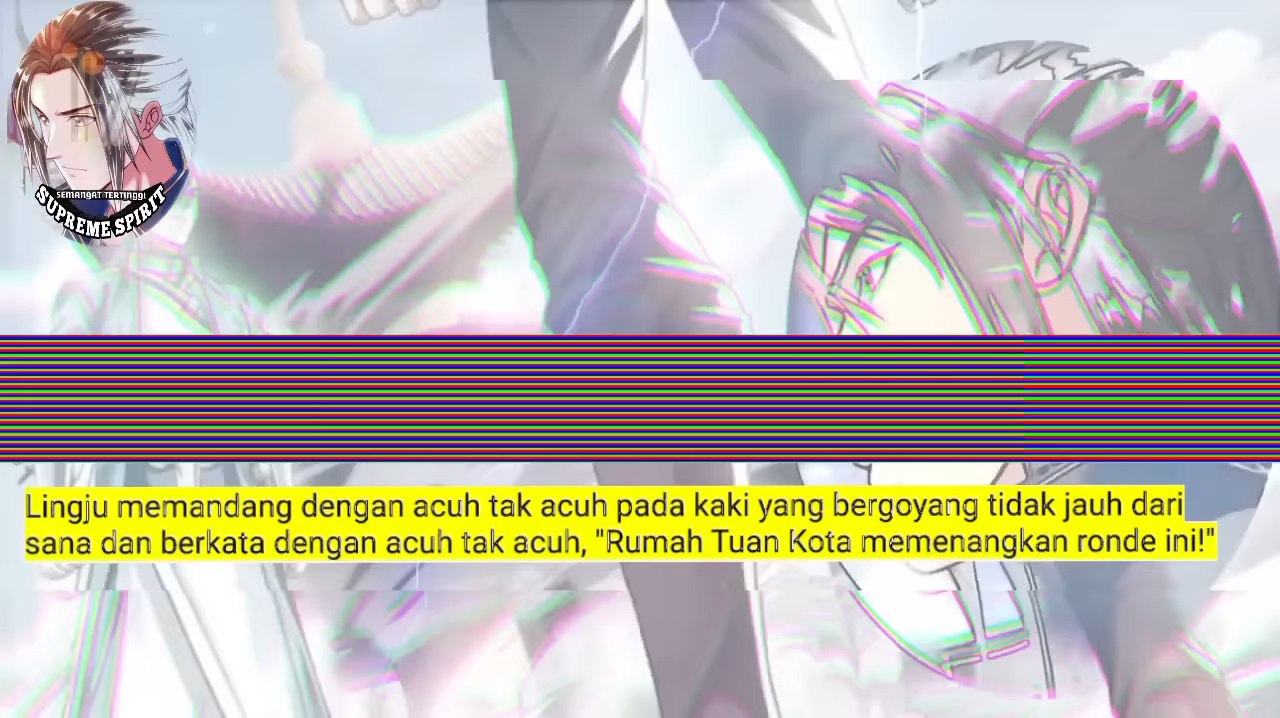 SEMANGAT TERTINGGI
SUPREME SPIRIT
Lingju memandang dengan acuh tak acuh pada kaki yang bergoyang tidak jauh dari
sana dan berkata dengan acuh tak acuh, "Rumah Tuan Kota memenangkan ronde ini!"